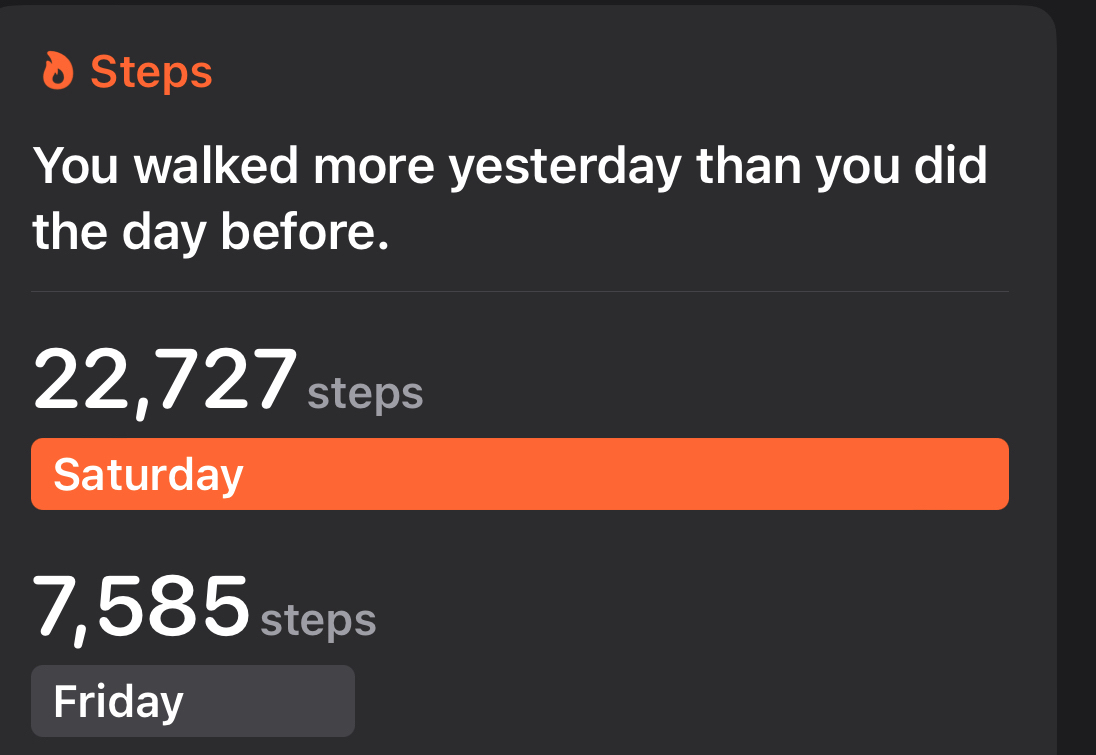 Steps
You walked more yesterday than you did
the day before.
22,727 steps
Saturday
7,585 steps
Friday